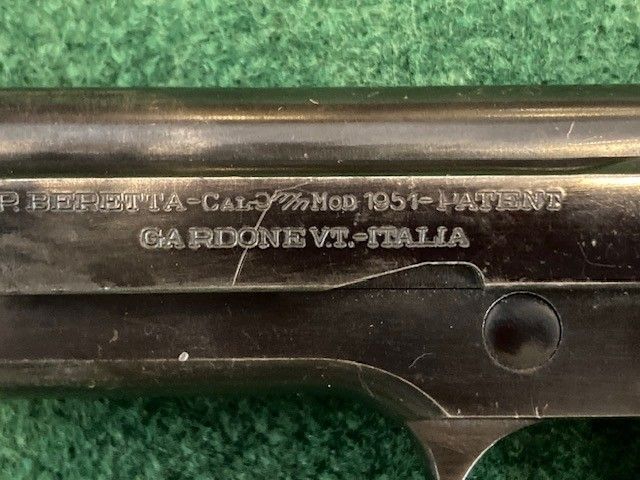 P. BERETTA-CAL. 9m/m MOD 1951-PATENT
GARDONE V.T.-ITALIA